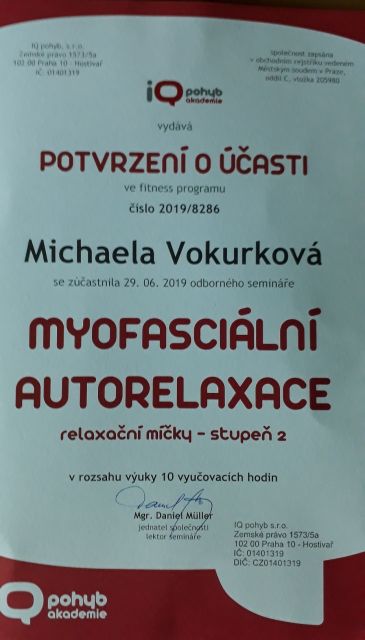 IQ pohyb, s.r.o.
Zemské právo 1573/5a
102 00 Praha 10 - Hostivař
IČ: 01401319
společnost zapsána
v obchodním rejstříku vedeném
Městským soudem v Praze,
oddíl C, vložka 205980
iQ pohyb
akademie
vydává
POTVRZENÍ O ÚČASTI
ve fitness programu
číslo 2019/8286
Michaela Vokurková
se zúčastnila 29. 06. 2019 odborného semináře
MYOFASCIÁLNÍ
AUTORELAXACE
relaxační míčky - stupeň 2
v rozsahu výuky 10 vyučovacích hodin
Mgr. Daniel Müller
jednatel společnosti
lektor semináře
IQ pohyb s.r.o.
Zemské právo 1573/5a
102 00 Praha 10 - Hostivař
IČ: 01401319
DIČ: CZ01401319
iQ pohyb
akademie